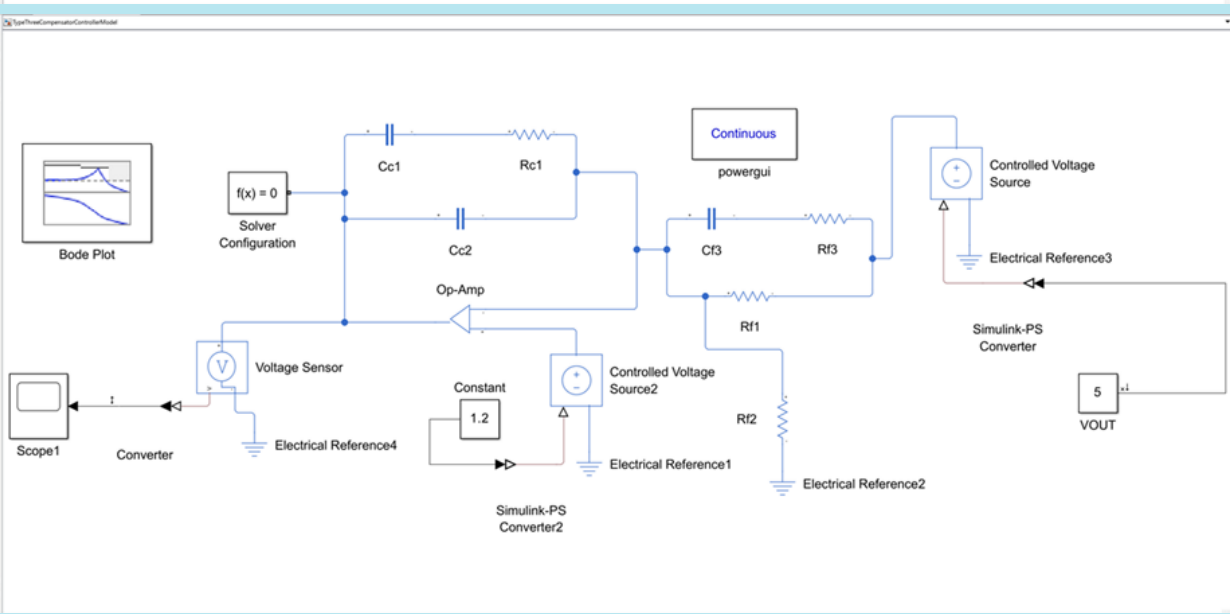 TypeThreeCompensatorControllerModel
Bode Plot
f(x) = 0
Solver
Configuration
Cc1
Rc1
Cc2
Op-Amp
Continuous
powergui
Cf3
Rf3
Rf1
Rf2
Controlled Voltage
Source
Electrical Reference3
Simulink-PS
Converter
5
VOUT
V
Voltage Sensor
Scope1
Converter
Electrical Reference4
Constant
1.2
Controlled Voltage
Source2
Electrical Reference1
Simulink-PS
Converter2
Electrical Reference2